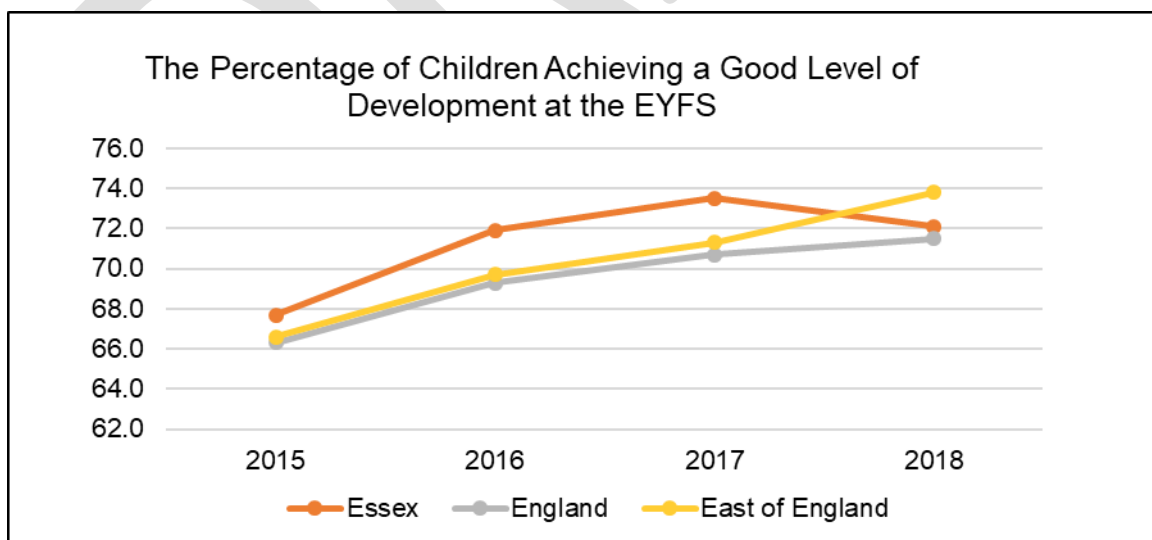 The Percentage of Children Achieving a Good Level of
Development at the EYFS
76.0
74.0
72.0
70.0
68.0
66.0
64.0
62.0
2015 2016 2017 2018
Essex England East of England